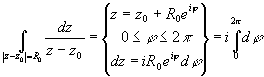 ∫_{|z−z₀|=R₀} dz/(z−z₀) = { z = z₀ + R₀e^{iφ}
0 ≤ φ ≤ 2π
dz = iR₀e^{iφ}dφ } = i ∫₀^{2π} dφ